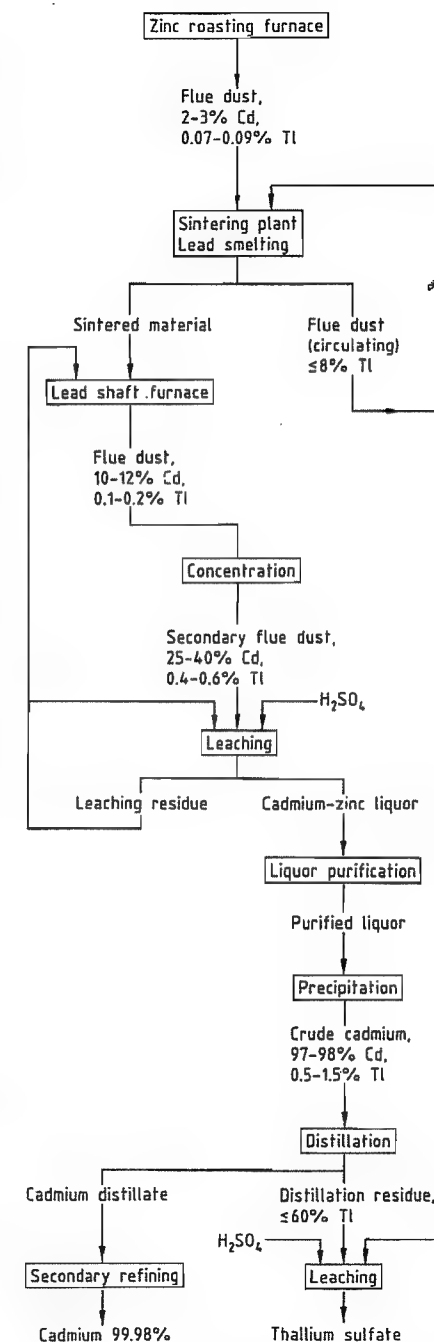 Zinc roasting furnace
Flue dust,
2–3% Cd,
0.07–0.09% Tl
Sintering plant
Lead smelting
Sintered material
Flue dust
(circulating)
≤8% Tl
Lead shaft.furnace
Flue dust,
10–12% Cd,
0.1–0.2% Tl
Concentration
Secondary flue dust,
25–40% Cd,
0.4–0.6% Tl
H₂SO₄
Leaching
Leaching residue
Cadmium–zinc liquor
Liquor purification
Purified liquor
Precipitation
Crude cadmium,
97–98% Cd,
0.5–1.5% Tl
Distillation
Cadmium distillate
Distillation residue,
≤60% Tl
H₂SO₄
Secondary refining
Leaching
Cadmium 99.98%
Thallium sulfate